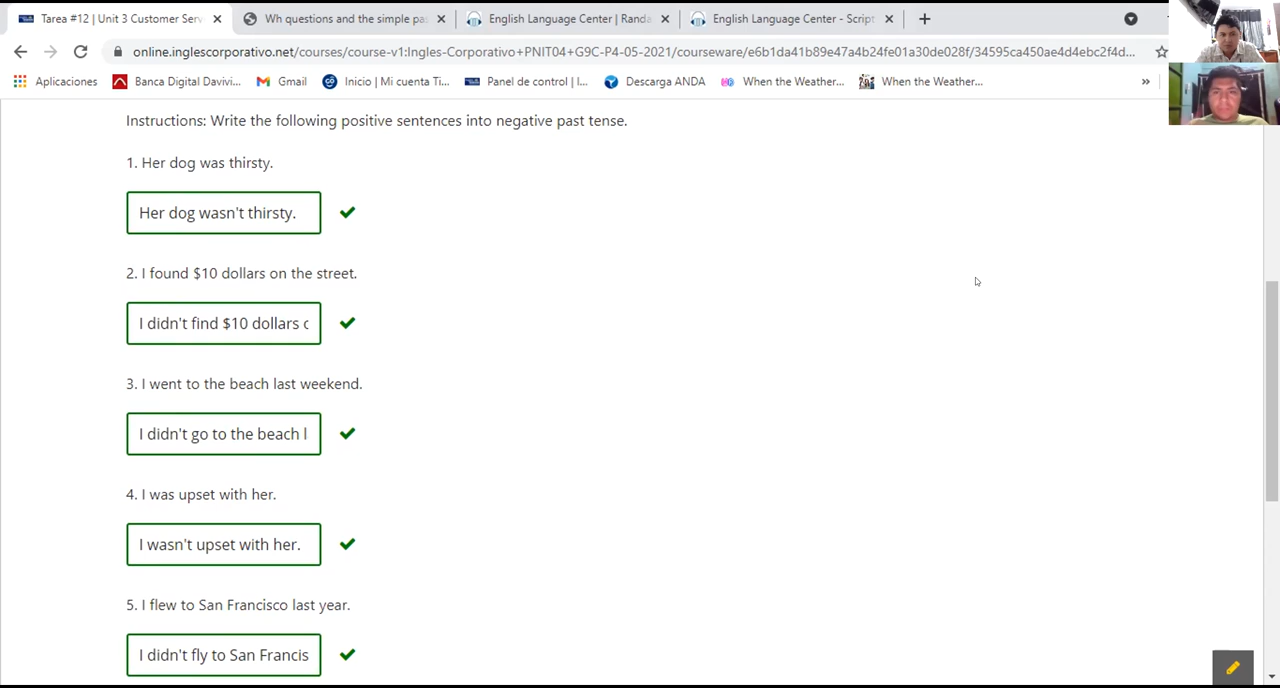 Tarea #12 | Unit 3 Customer Serv
Wh questions and the simple pa
English Language Center | Randa
English Language Center - Script
online.inglescorporativo.net/courses/course-v1:Ingles-Corporativo+PNIT04+G9C-P4-05-2021/courseware/e6b1da41b89e47a4b24fe01a30de028f/34595ca450ae4d4ebc2f4d...
Aplicaciones
Banca Digital Davivi...
Gmail
Inicio | Mi cuenta Ti...
Panel de control | I...
Descarga ANDA
When the Weather...
When the Weather...
»
Instructions: Write the following positive sentences into negative past tense.
1. Her dog was thirsty.
Her dog wasn't thirsty.
2. I found $10 dollars on the street.
I didn't find $10 dollars o
3. I went to the beach last weekend.
I didn't go to the beach l
4. I was upset with her.
I wasn't upset with her.
5. I flew to San Francisco last year.
I didn't fly to San Francis